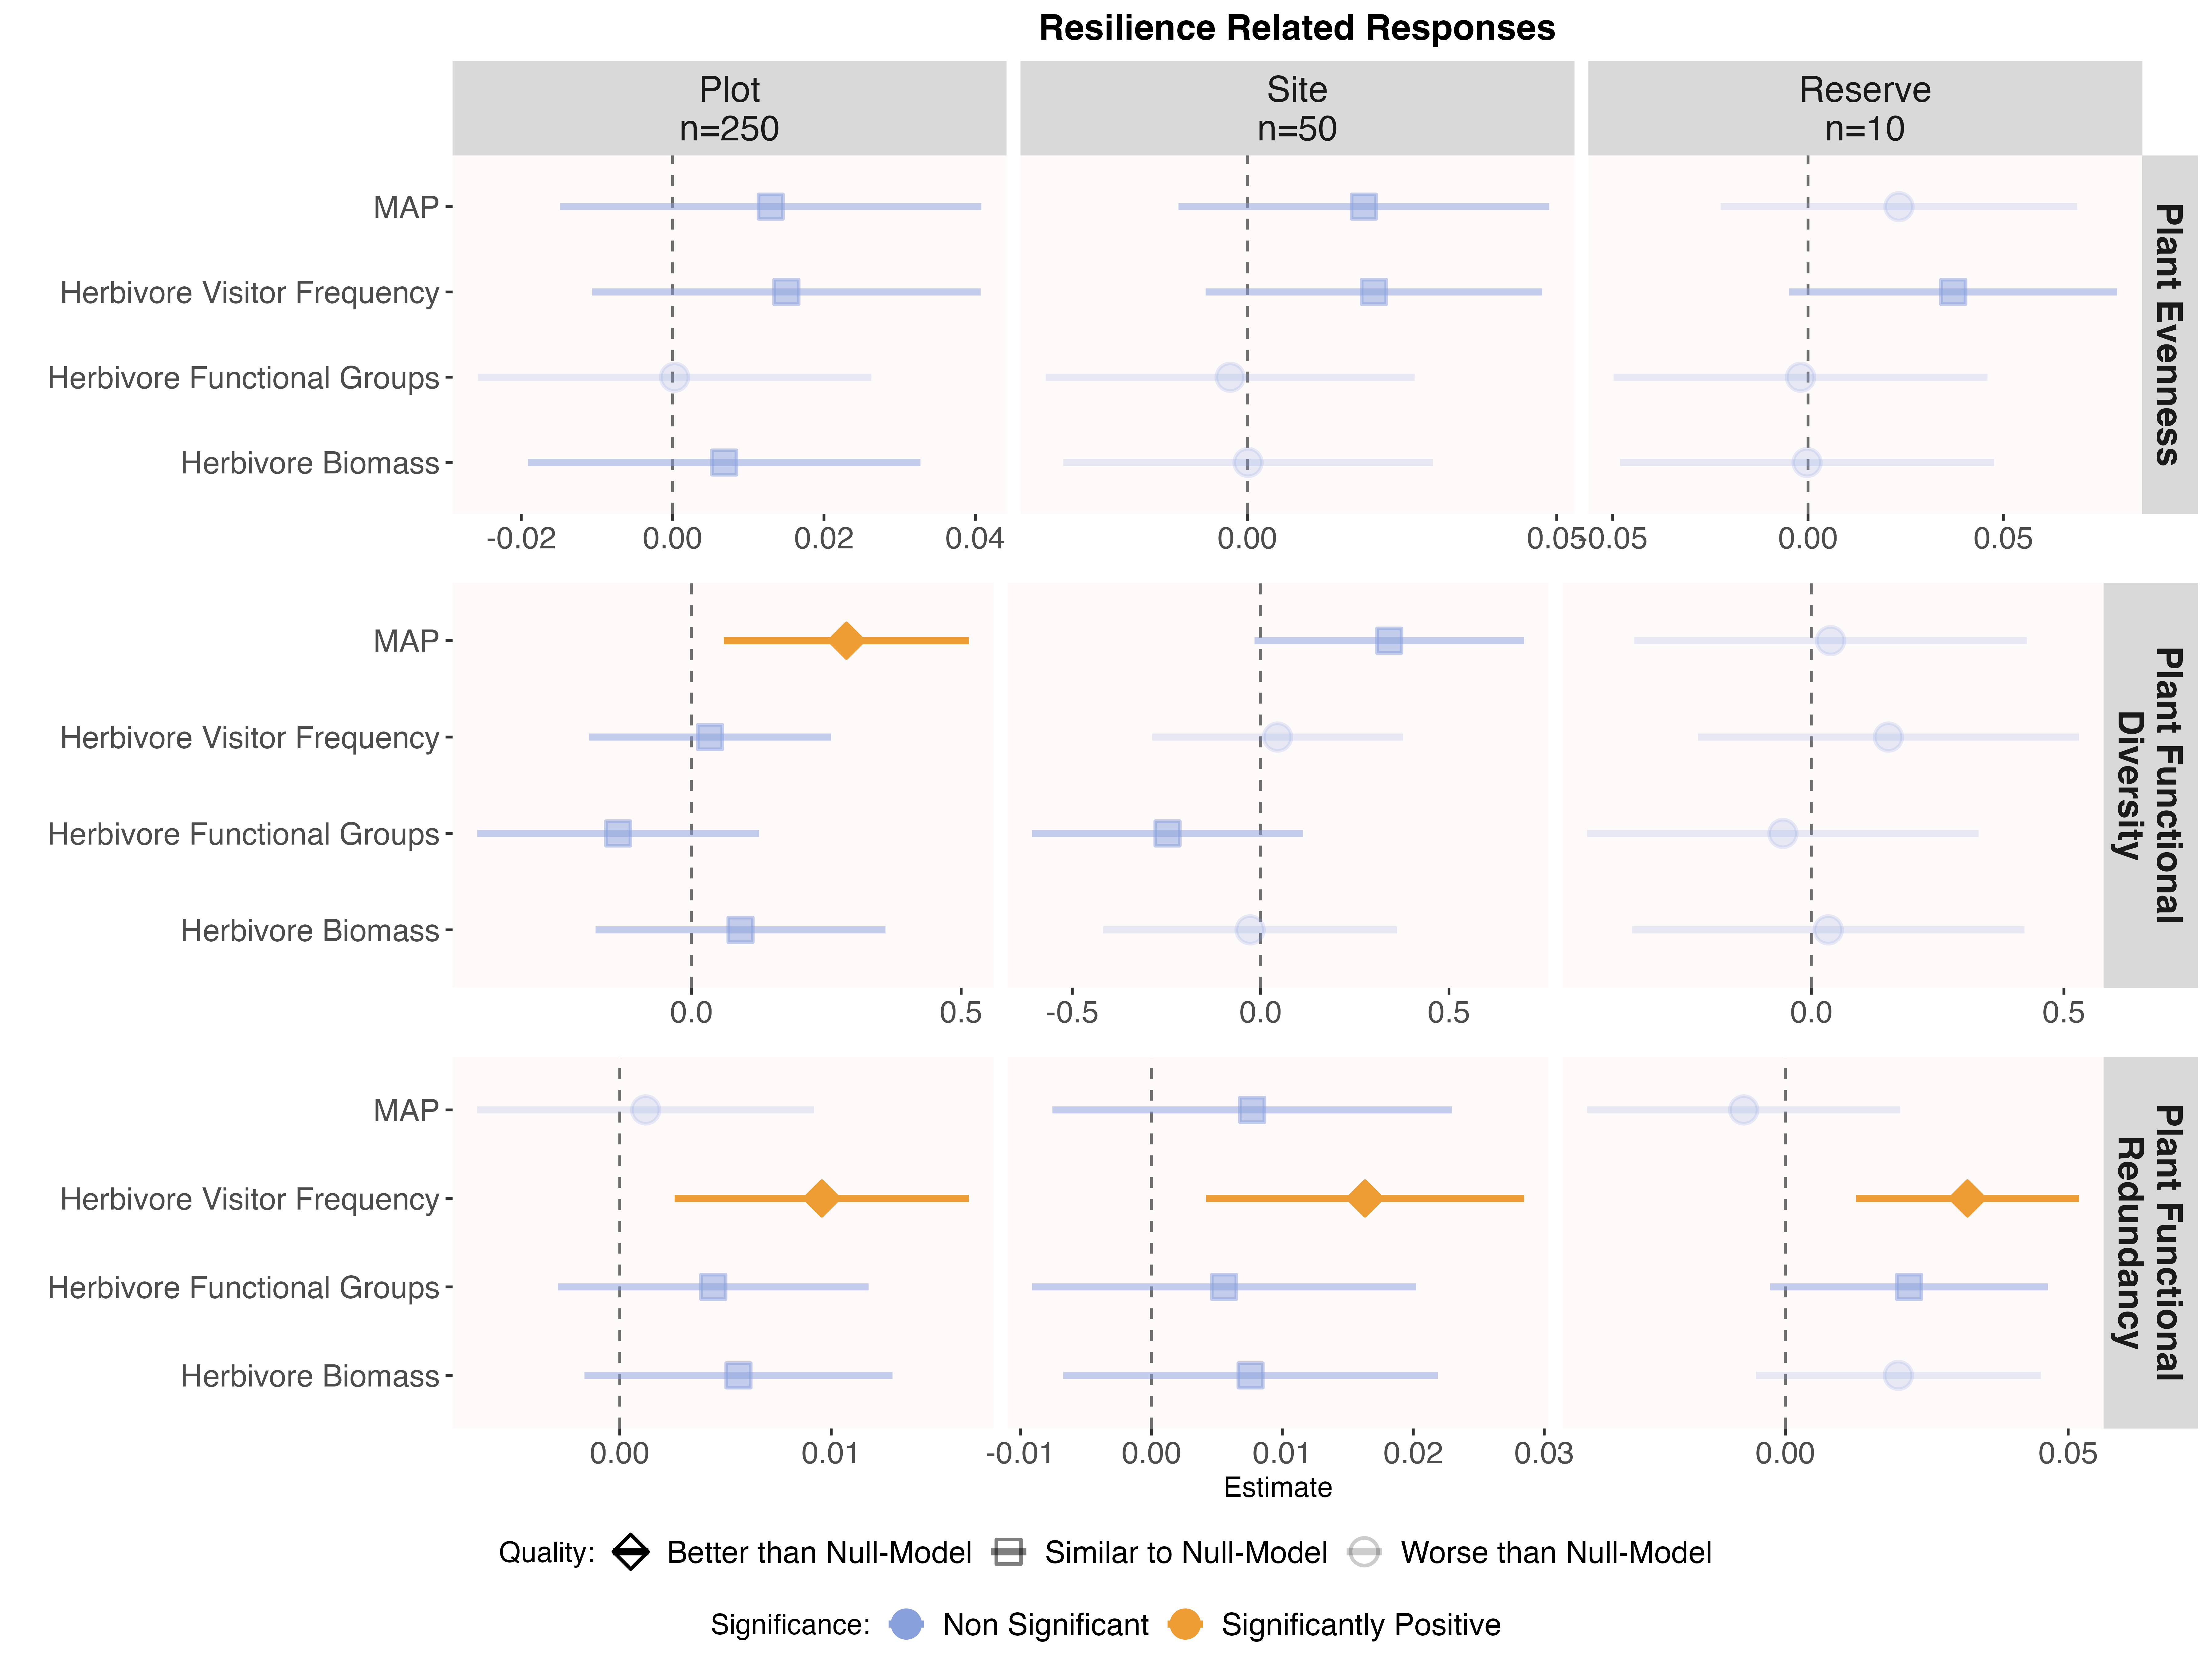 Resilience Related Responses
Plot
n=250
Site
n=50
Reserve
n=10
MAP
Herbivore Visitor Frequency
Herbivore Functional Groups
Herbivore Biomass
Plant Evenness
-0.02 0.00 0.02 0.04
0.00 0.05
-0.05 0.00 0.05
MAP
Herbivore Visitor Frequency
Herbivore Functional Groups
Herbivore Biomass
Plant Functional
Diversity
0.0 0.5
-0.5 0.0 0.5
0.0 0.5
MAP
Herbivore Visitor Frequency
Herbivore Functional Groups
Herbivore Biomass
Plant Functional
Redundancy
0.00 0.01
-0.01 0.00 0.01 0.02 0.03
0.00 0.05
Estimate
Quality: Better than Null-Model Similar to Null-Model Worse than Null-Model
Significance: Non Significant Significantly Positive